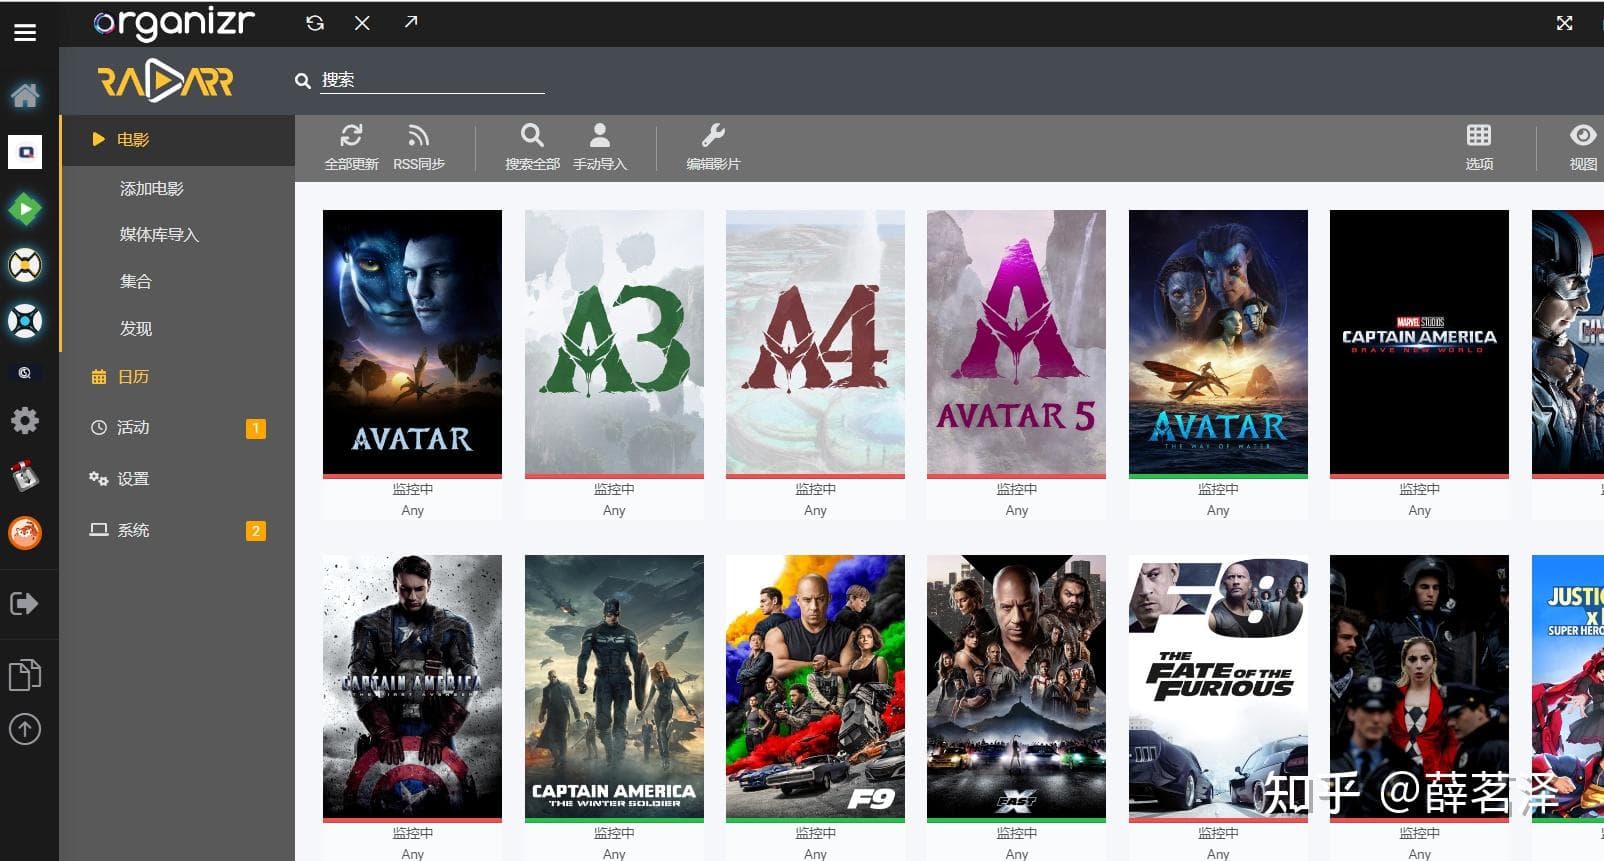 organizr
RADARR
搜索
电影
添加电影
媒体库导入
集合
发现
日历
活动 1
设置
系统 2
全部更新 RSS同步 搜索全部 手动导入 编辑影片 选项 视图
AVATAR
A3
A4
A
AVATAR 5
AVATAR
THE WAY OF WATER
MARVEL STUDIOS
CAPTAIN AMERICA
BRAVE NEW WORLD
CIV
监控中 监控中 监控中 监控中 监控中 监控中
Any Any Any Any Any Any
CAPTAIN AMERICA
THE FIRST AVENGER
CAPTAIN AMERICA
THE WINTER SOLDIER
F9
FAST X
F8
THE
FATE OF THE
FURIOUS
JUSTIC
X
SUPER HERO
监控中 监控中 监控中 监控中 监控中 监控中
Any Any Any Any Any Any
知乎 @薛茗泽